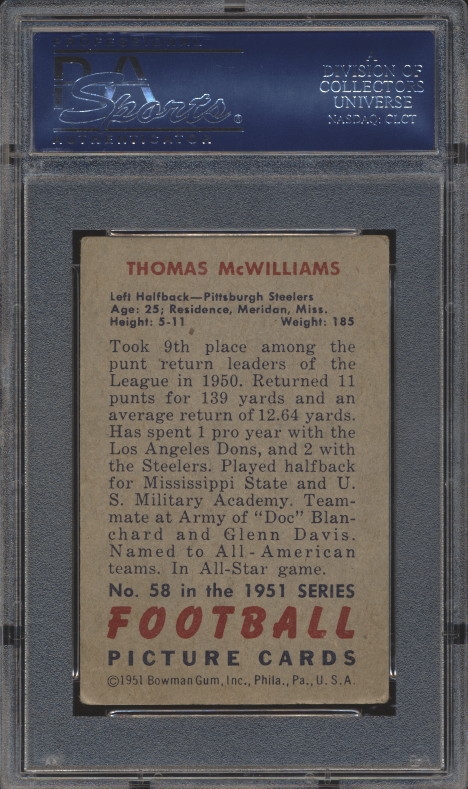 PSA
Sports®
AUTHENTICATOR
A
DIVISION OF
COLLECTORS
UNIVERSE
NASDAQ: CLCT
THOMAS McWILLIAMS
Left Halfback—Pittsburgh Steelers
Age: 25; Residence, Meridan, Miss.
Height: 5-11 Weight: 185
Took 9th place among the
punt return leaders of the
League in 1950. Returned 11
punts for 139 yards and an
average return of 12.64 yards.
Has spent 1 pro year with the
Los Angeles Dons, and 2 with
the Steelers. Played halfback
for Mississippi State and U.
S. Military Academy. Team-
mate at Army of “Doc” Blan-
chard and Glenn Davis.
Named to All-American
teams. In All-Star game.
No. 58 in the 1951 SERIES
FOOTBALL
PICTURE CARDS
©1951 Bowman Gum, Inc., Phila., Pa., U.S.A.